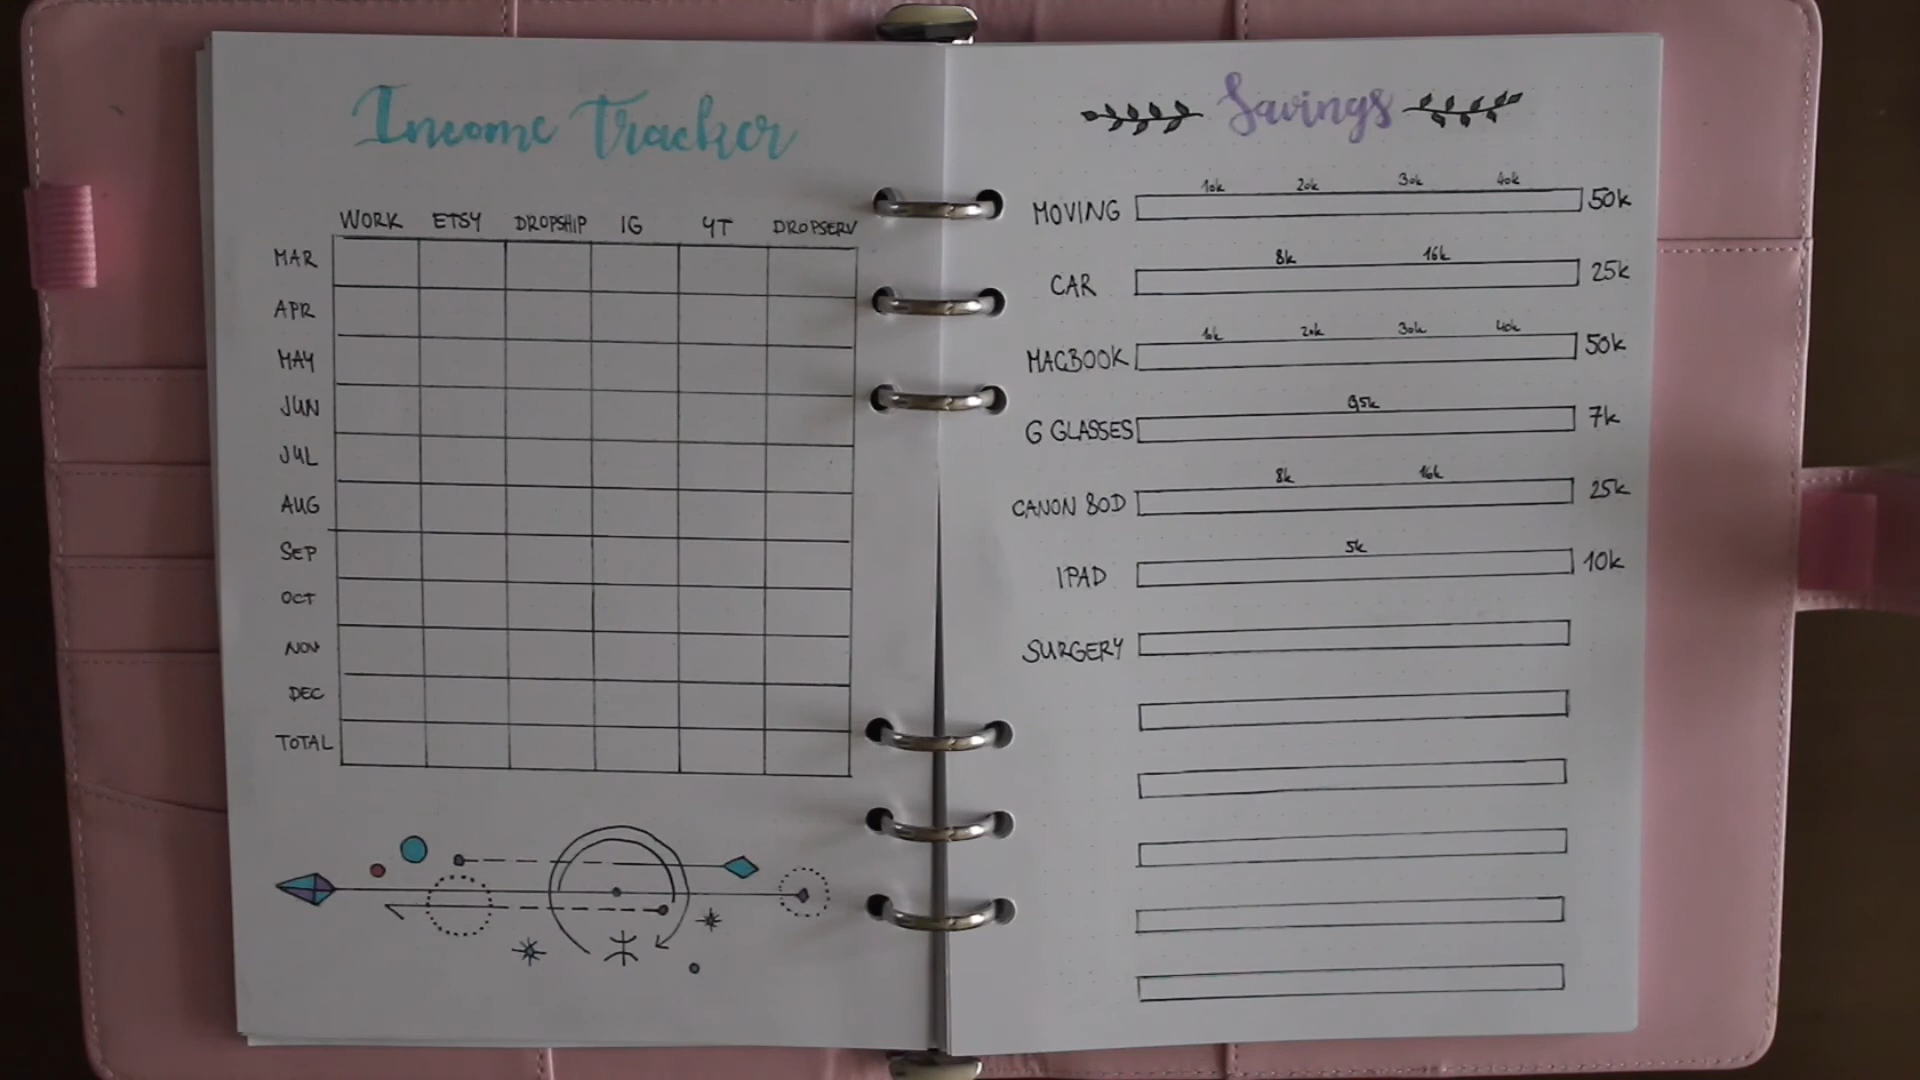 Income Tracker
WORK ETSY DROPSHIP IG YT DROPSERV
MAR
APR
MAY
JUN
JUL
AUG
SEP
OCT
NOV
DEC
TOTAL
Savings
10k 20k 30k 40k
MOVING 50k
8k 16k
CAR 25k
10k 20k 30k 40k
MACBOOK 50k
G GLASSES 7k
8k 16k
CANON 80D 25k
5k
IPAD 10k
SURGERY